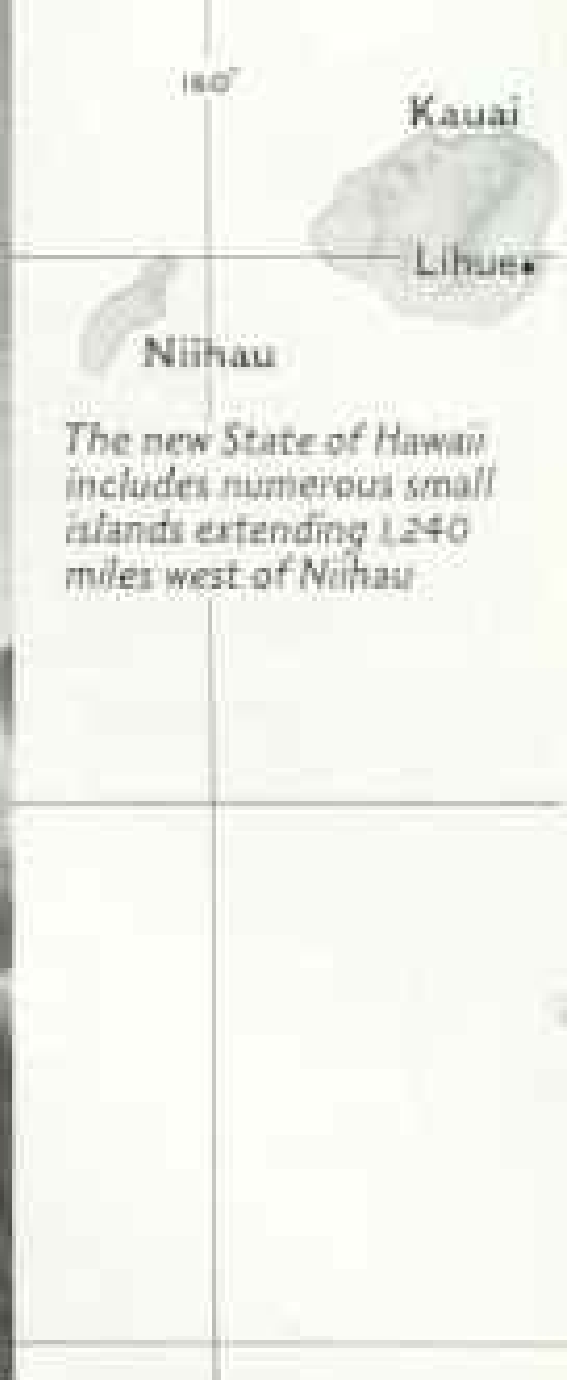 160°
Kauai
Lihue
Niihau
The new State of Hawaii
includes numerous small
islands extending 1,240
miles west of Niihau